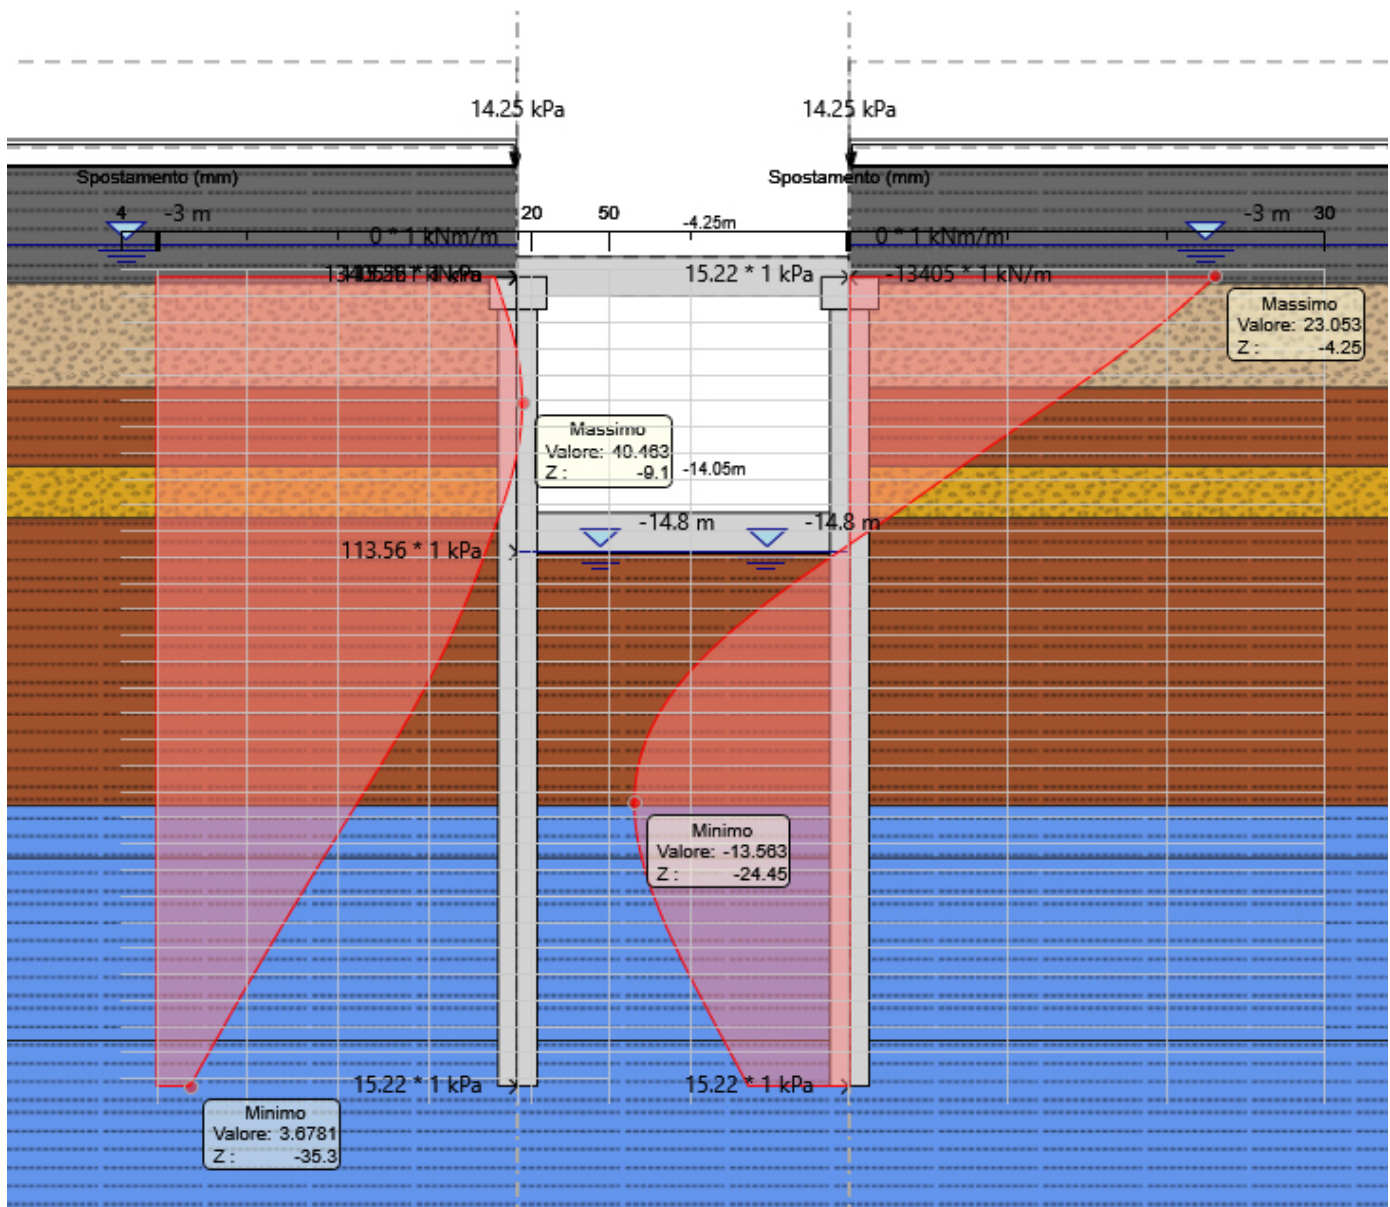 14.25 kPa
14.25 kPa
Spostamento (mm)
Spostamento (mm)
4
-3 m
20
50
-4.25m
-3 m
30
0 * 1 kNm/m
0 * 1 kNm/m
15.22 * 1 kPa
-13405 * 1 kN/m
Massimo
Valore: 23.053
Z : -4.25
Massimo
Valore: 40.463
Z : -9.1
-14.05m
-14.8 m
-14.8 m
113.56 * 1 kPa
Minimo
Valore: -13.563
Z : -24.45
15.22 * 1 kPa
15.22 * 1 kPa
Minimo
Valore: 3.6781
Z : -35.3